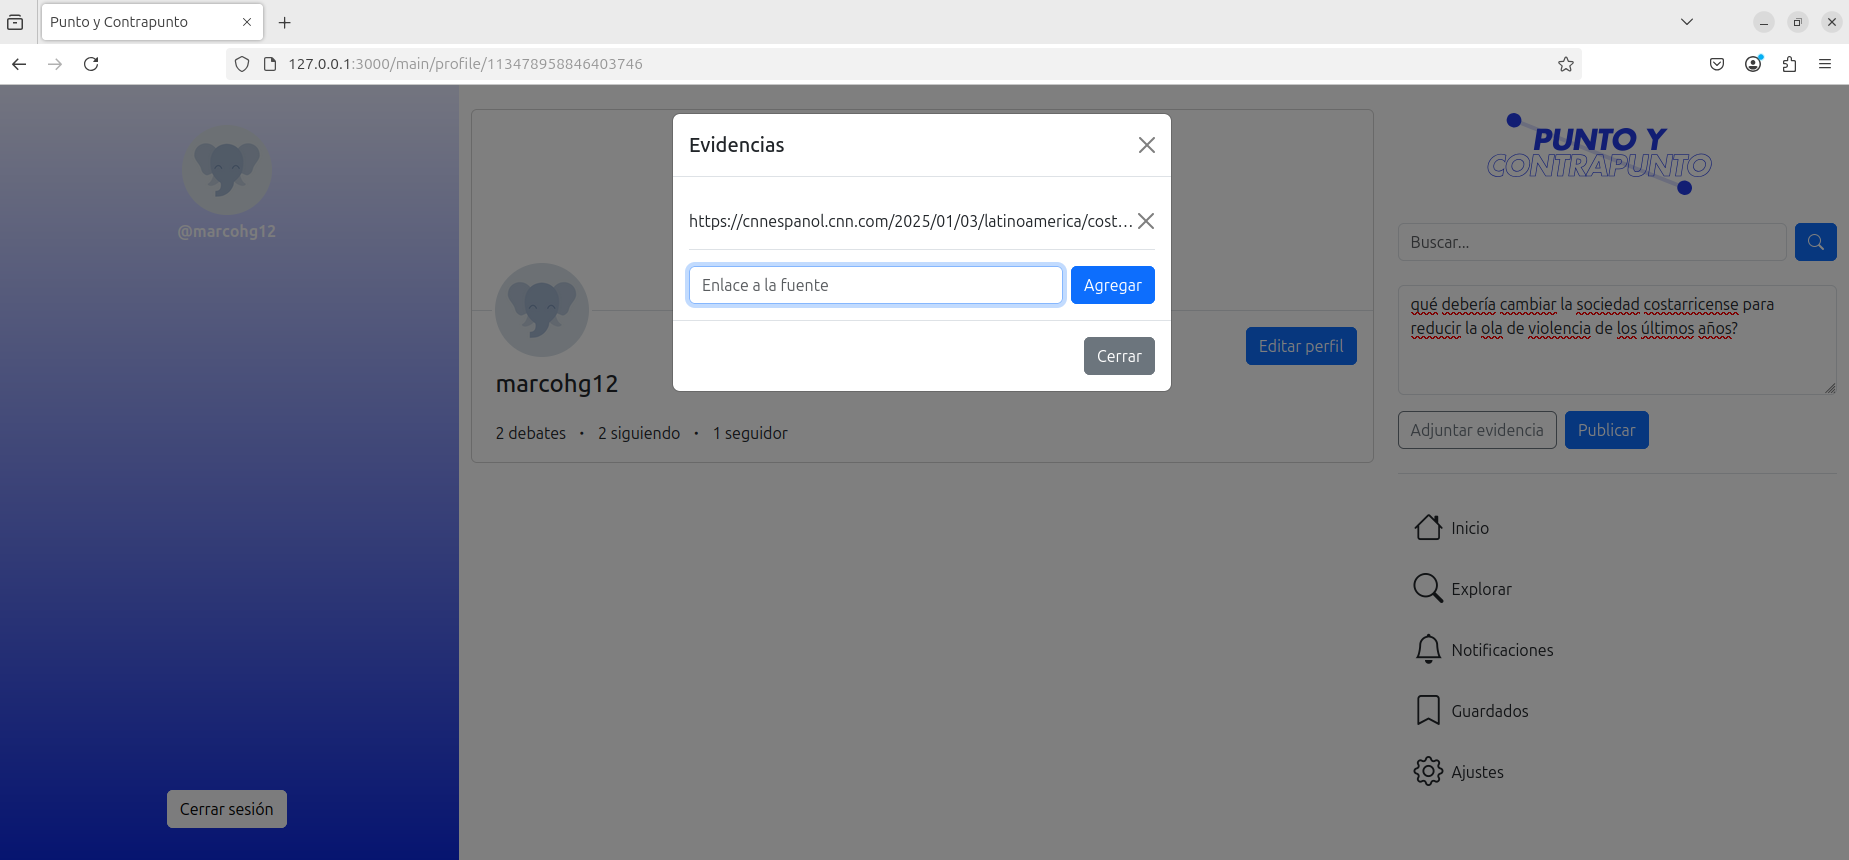 Punto y Contrapunto
127.0.0.1:3000/main/profile/113478958846403746
@marcohg12
Cerrar sesión
marcohg12
2 debates • 2 siguiendo • 1 seguidor
Editar perfil
Evidencias
https://cnnespanol.cnn.com/2025/01/03/latinoamerica/cost...
Enlace a la fuente
Agregar
Cerrar
PUNTO Y
CONTRAPUNTO
Buscar...
qué debería cambiar la sociedad costarricense para
reducir la ola de violencia de los últimos años?
Adjuntar evidencia
Publicar
Inicio
Explorar
Notificaciones
Guardados
Ajustes